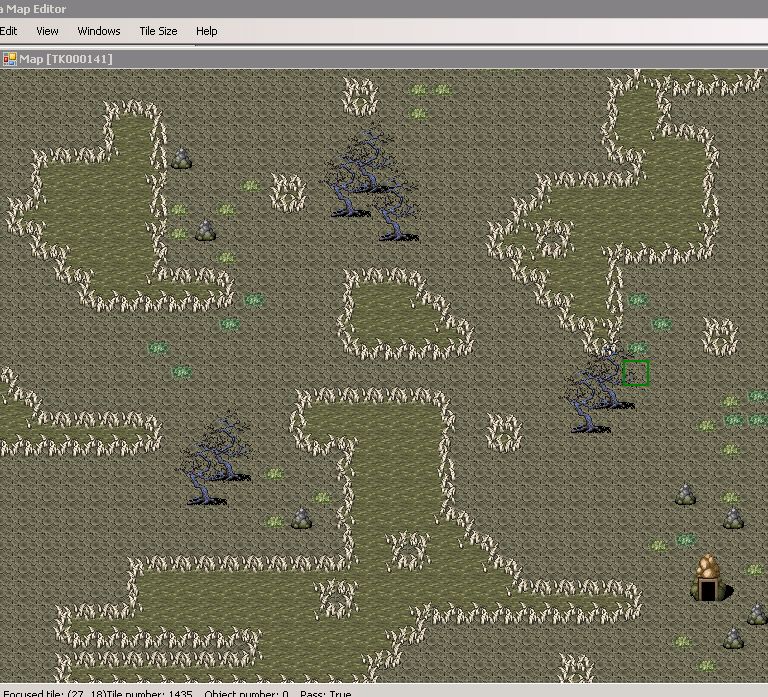 a Map Editor
Edit View Windows Tile Size Help
Map [TK000141]
Focused tile: (27, 18)Tile number: 1435 Object number: 0 Pass: True